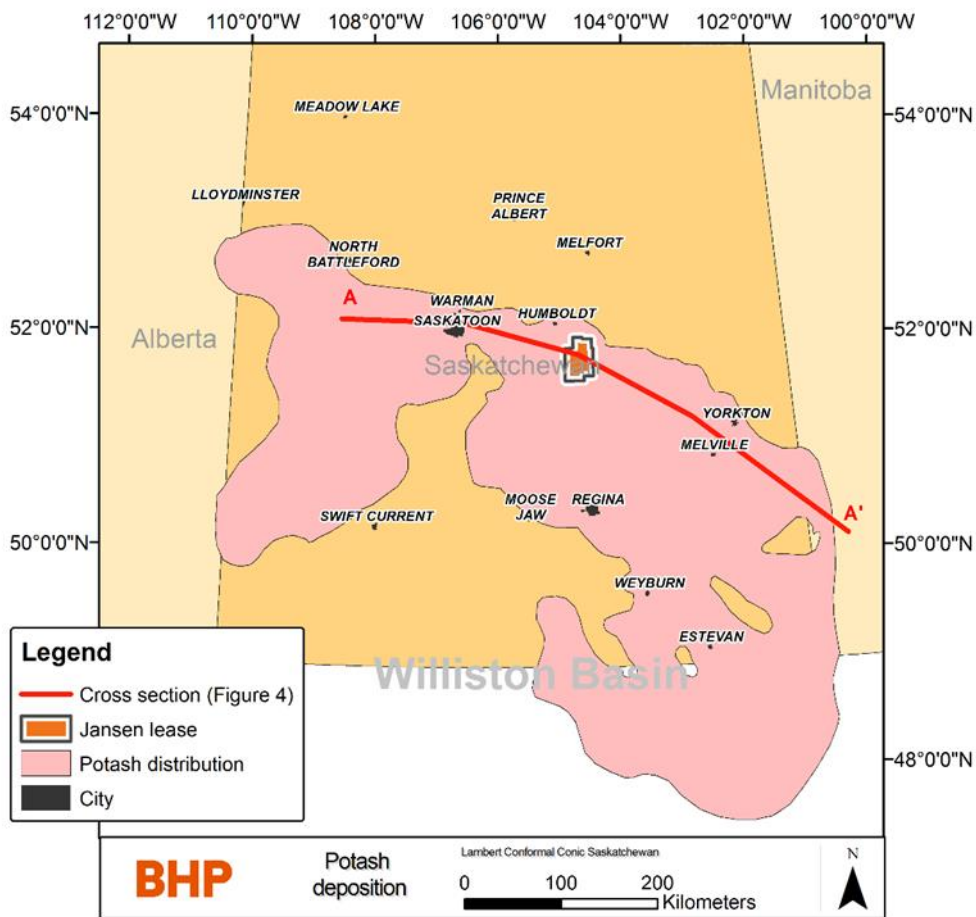 112°0'0"W 110°0'0"W 108°0'0"W 106°0'0"W 104°0'0"W 102°0'0"W 100°0'0"W
Manitoba
54°0'0"N 54°0'0"N
MEADOW LAKE
LLOYDMINSTER
PRINCE
ALBERT
MELFORT
NORTH
BATTLEFORD
A
WARMAN
HUMBOLDT
SASKATOON
52°0'0"N 52°0'0"N
Alberta
Saskatchewan
YORKTON
MELVILLE
MOOSE
JAW
REGINA
SWIFT CURRENT
A'
50°0'0"N 50°0'0"N
WEYBURN
ESTEVAN
Williston Basin
Legend
Cross section (Figure 4)
Jansen lease
Potash distribution
City
48°0'0"N
BHP
Potash
deposition
Lambert Conformal Conic Saskatchewan
0 100 200
Kilometers
N